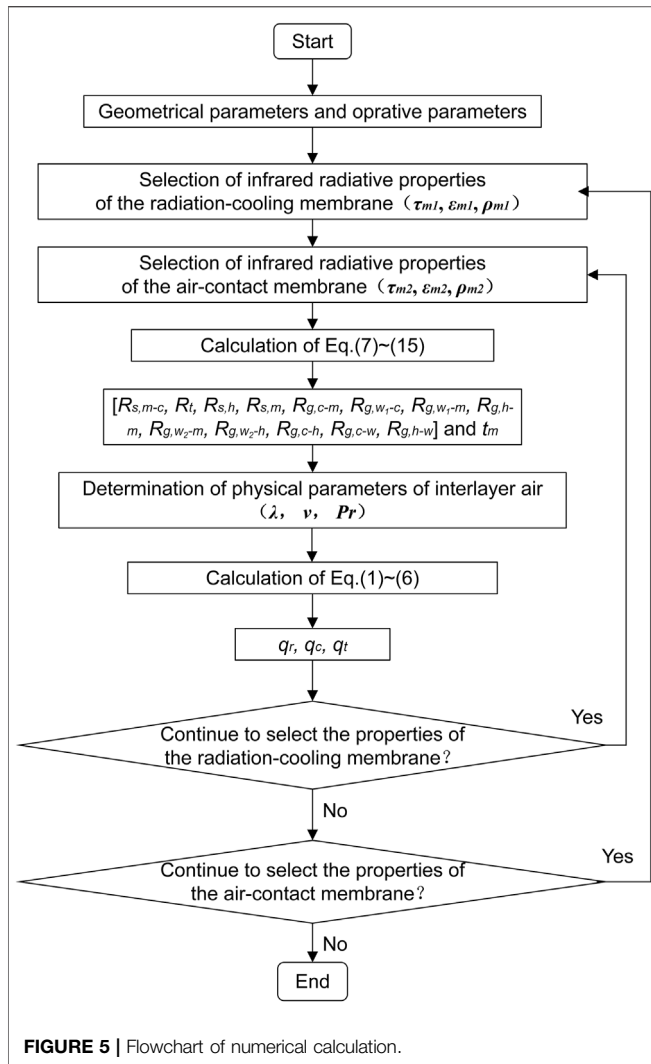 Start
Geometrical parameters and oprative parameters
Selection of infrared radiative properties
of the radiation-cooling membrane（τm1, εm1, ρm1）
Selection of infrared radiative properties
of the air-contact membrane（τm2, εm2, ρm2）
Calculation of Eq.(7)~(15)
[Rs,m-c, Rt, Rs,h, Rs,m, Rg,c-m, Rg,w1-c, Rg,w1-m, Rg,h-
m, Rg,w2-m, Rg,w2-h, Rg,c-h, Rg,c-w, Rg,h-w] and tm
Determination of physical parameters of interlayer air
（λ, ν, Pr）
Calculation of Eq.(1)~(6)
qr, qc, qt
Yes
Continue to select the properties of
the radiation-cooling membrane?
No
Yes
Continue to select the properties of
the air-contact membrane?
No
End
FIGURE 5 | Flowchart of numerical calculation.